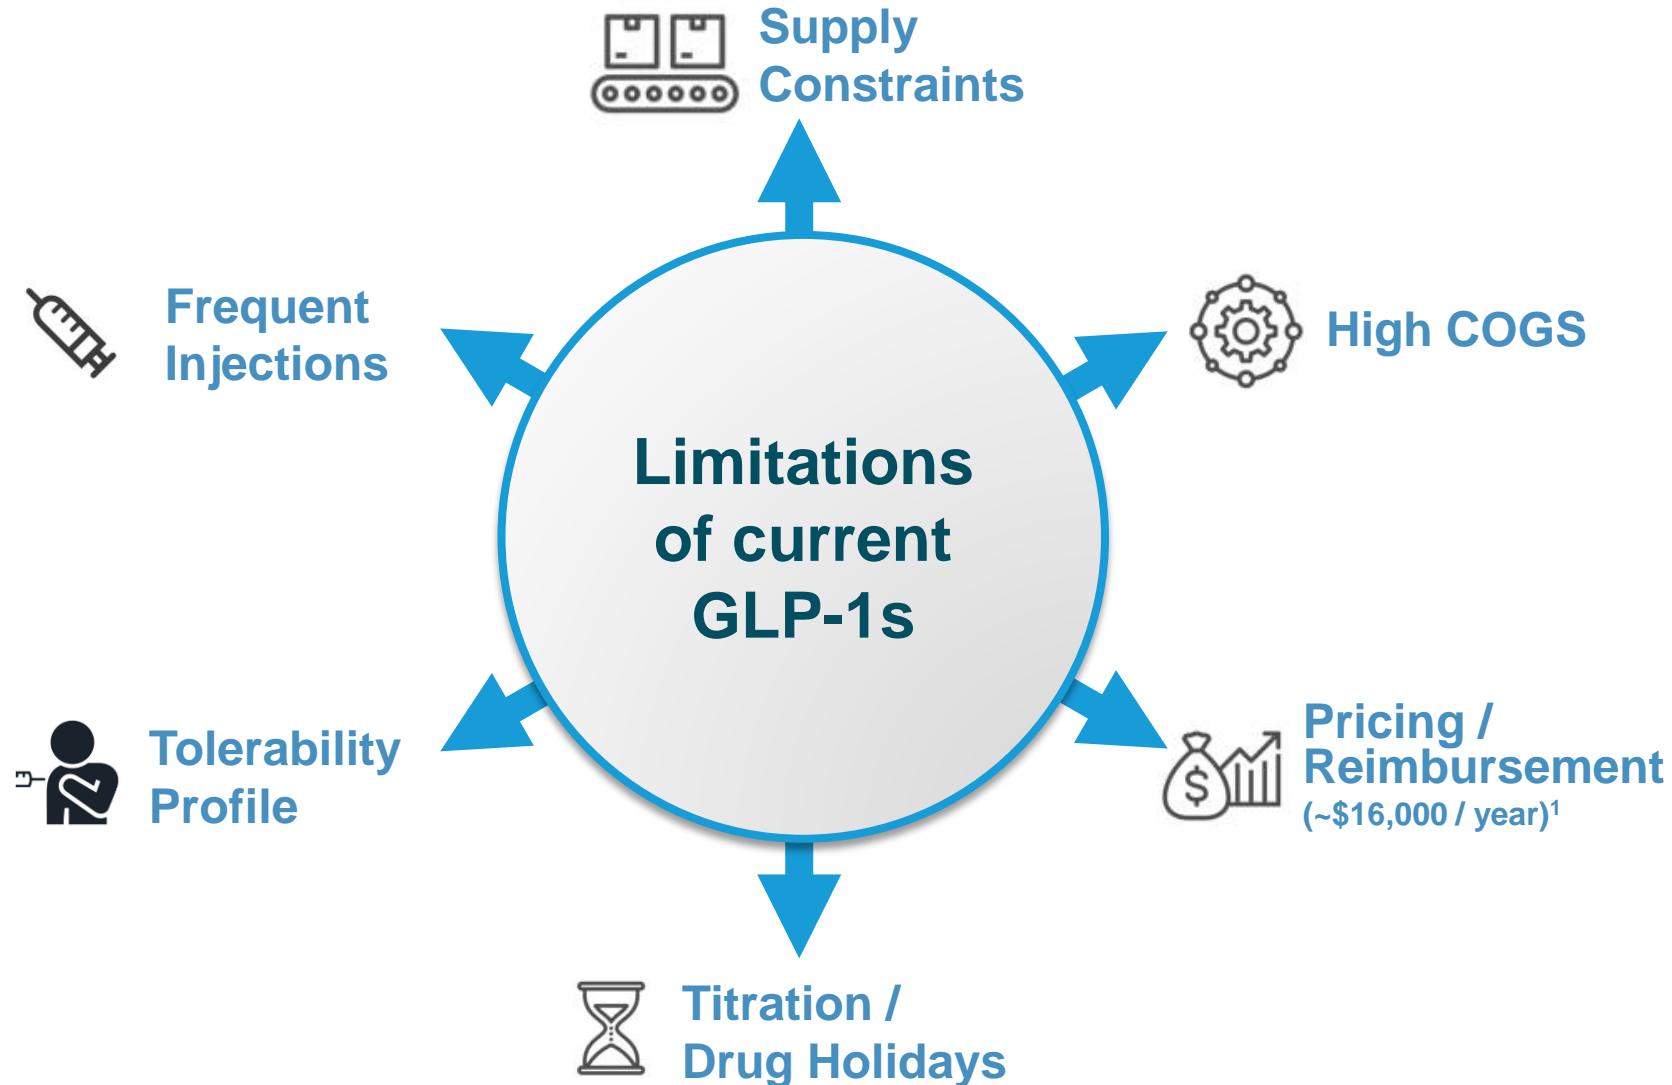 Supply
Constraints
Frequent
Injections
High COGS
Limitations
of current
GLP-1s
Tolerability
Profile
Pricing /
Reimbursement
(~$16,000 / year)¹
Titration /
Drug Holidays